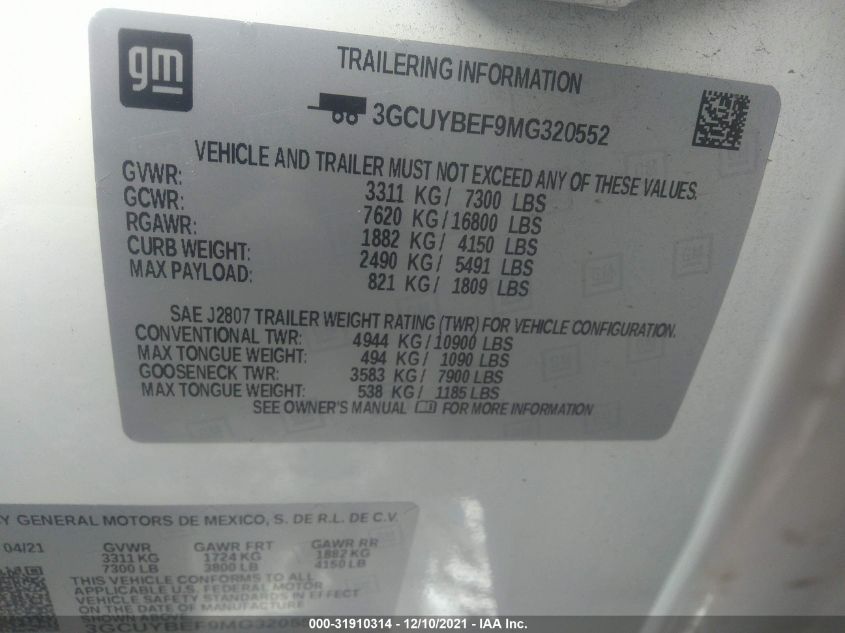 gm
TRAILERING INFORMATION
3GCUYBEF9MG320552
VEHICLE AND TRAILER MUST NOT EXCEED ANY OF THESE VALUES.
GVWR: 3311 KG/ 7300 LBS
GCWR: 7620 KG/16800 LBS
RGAWR: 1882 KG/ 4150 LBS
CURB WEIGHT: 2490 KG/ 5491 LBS
MAX PAYLOAD: 821 KG/ 1809 LBS
SAE J2807 TRAILER WEIGHT RATING (TWR) FOR VEHICLE CONFIGURATION.
CONVENTIONAL TWR: 4944 KG/10900 LBS
MAX TONGUE WEIGHT: 494 KG/ 1090 LBS
GOOSENECK TWR: 3583 KG/ 7900 LBS
MAX TONGUE WEIGHT: 538 KG/ 1185 LBS
SEE OWNER'S MANUAL FOR MORE INFORMATION
Y GENERAL MOTORS DE MEXICO, S. DE R.L. DE C.V.
04/21 GVWR GAWR FRT GAWR RR
3311 KG 1724 KG 1882 KG
7300 LB 3800 LB 4150 LB
THIS VEHICLE CONFORMS TO ALL
APPLICABLE U.S. FEDERAL MOTOR
VEHICLE SAFETY STANDARDS IN EFFECT
ON THE DATE OF MANUFACTURE
SHOWN ABOVE
3GCUYBEF9MG32055
000-31910314 - 12/10/2021 - IAA Inc.